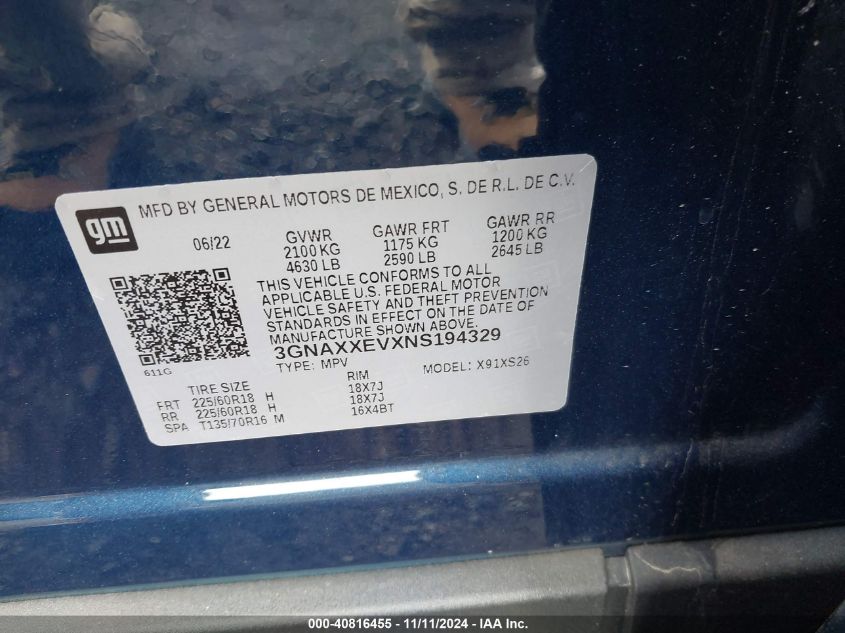 gm MFD BY GENERAL MOTORS DE MEXICO, S. DE R.L. DE C.V.
06/22 GVWR GAWR FRT GAWR RR
2100 KG 1175 KG 1200 KG
4630 LB 2590 LB 2645 LB
THIS VEHICLE CONFORMS TO ALL
APPLICABLE U.S. FEDERAL MOTOR
VEHICLE SAFETY AND THEFT PREVENTION
STANDARDS IN EFFECT ON THE DATE OF
MANUFACTURE SHOWN ABOVE.
611G
3GNAXXEVXNS194329
TYPE: MPV MODEL: X91XS26
TIRE SIZE RIM
FRT 225/60R18 H 18X7J
RR 225/60R18 H 18X7J
SPA T135/70R16 M 16X4BT
000-40816455 - 11/11/2024 - IAA Inc.